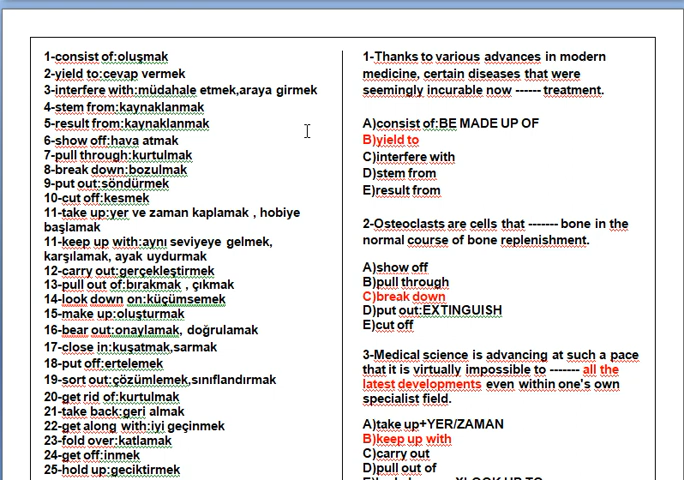 1-consist of:oluşmak
2-yield to:cevap vermek
3-interfere with:müdahale etmek,araya girmek
4-stem from:kaynaklanmak
5-result from:kaynaklanmak
6-show off:hava atmak
7-pull through:kurtulmak
8-break down:bozulmak
9-put out:söndürmek
10-cut off:kesmek
11-take up:yer ve zaman kaplamak , hobiye
başlamak
11-keep up with:aynı seviyeye gelmek,
karşılamak, ayak uydurmak
12-carry out:gerçekleştirmek
13-pull out of:bırakmak , çıkmak
14-look down on:küçümsemek
15-make up:oluşturmak
16-bear out:onaylamak, doğrulamak
17-close in:kuşatmak,sarmak
18-put off:ertelemek
19-sort out:çözümlemek,sınıflandırmak
20-get rid of:kurtulmak
21-take back:geri almak
22-get along with:iyi geçinmek
23-fold over:katlamak
24-get off:inmek
25-hold up:geciktirmek
1-Thanks to various advances in modern
medicine, certain diseases that were
seemingly incurable now ------ treatment.
A)consist of:BE MADE UP OF
B)yield to
C)interfere with
D)stem from
E)result from
2-Osteoclasts are cells that ------- bone in the
normal course of bone replenishment.
A)show off
B)pull through
C)break down
D)put out:EXTINGUISH
E)cut off
3-Medical science is advancing at such a pace
that it is virtually impossible to ------- all the
latest developments even within one's own
specialist field.
A)take up+YER/ZAMAN
B)keep up with
C)carry out
D)pull out of